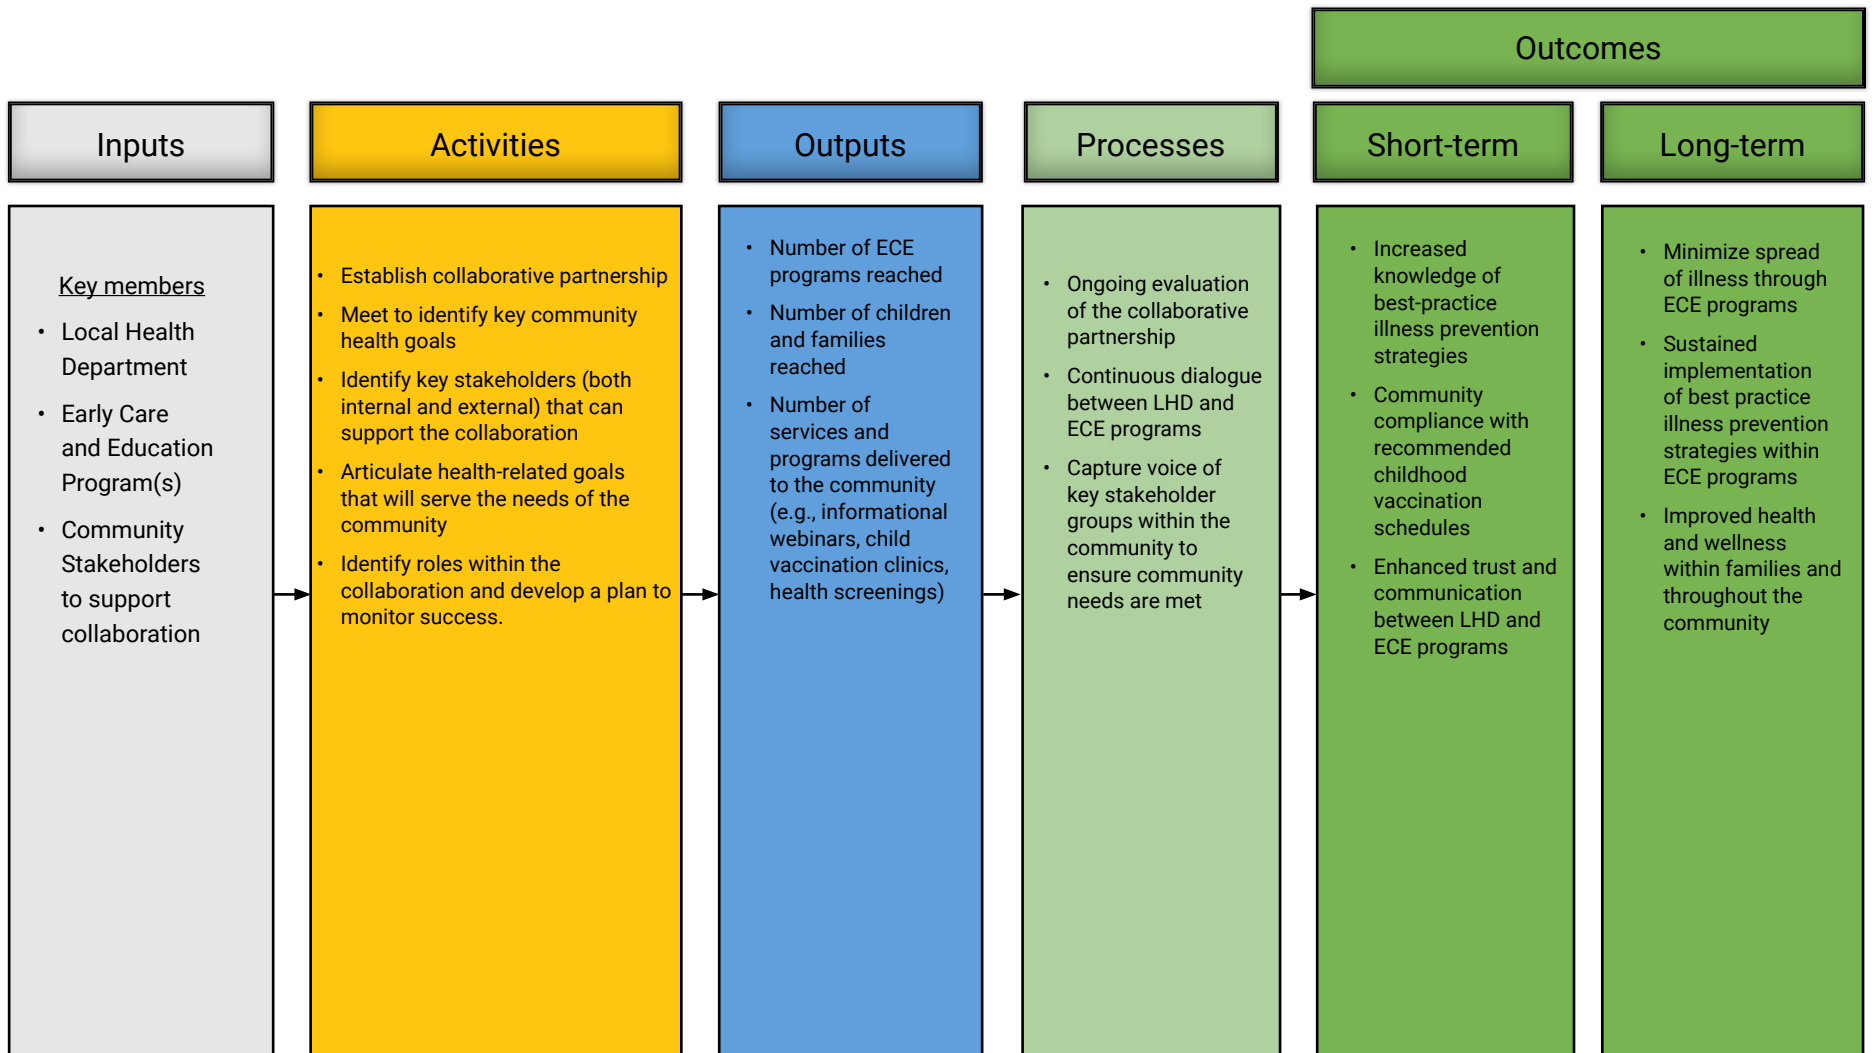 Outcomes
Inputs
Activities
Outputs
Processes
Short-term
Long-term
Key members
• Local Health
Department
• Early Care
and Education
Program(s)
• Community
Stakeholders
to support
collaboration
• Establish collaborative partnership
• Meet to identify key community
health goals
• Identify key stakeholders (both
internal and external) that can
support the collaboration
• Articulate health-related goals
that will serve the needs of the
community
• Identify roles within the
collaboration and develop a plan to
monitor success.
• Number of ECE
programs reached
• Number of children
and families
reached
• Number of
services and
programs delivered
to the community
(e.g., informational
webinars, child
vaccination clinics,
health screenings)
• Ongoing evaluation
of the collaborative
partnership
• Continuous dialogue
between LHD and
ECE programs
• Capture voice of
key stakeholder
groups within the
community to
ensure community
needs are met
• Increased
knowledge of
best-practice
illness prevention
strategies
• Community
compliance with
recommended
childhood
vaccination
schedules
• Enhanced trust and
communication
between LHD and
ECE programs
• Minimize spread
of illness through
ECE programs
• Sustained
implementation
of best practice
illness prevention
strategies within
ECE programs
• Improved health
and wellness
within families and
throughout the
community